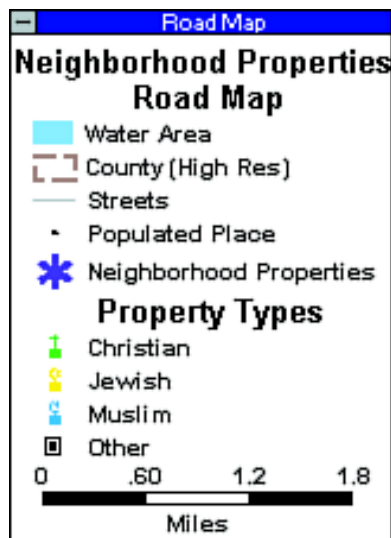 Road Map
Neighborhood Properties
Road Map
Water Area
County (High Res)
Streets
Populated Place
Neighborhood Properties
Property Types
Christian
Jewish
Muslim
Other
0 .60 1.2 1.8
Miles